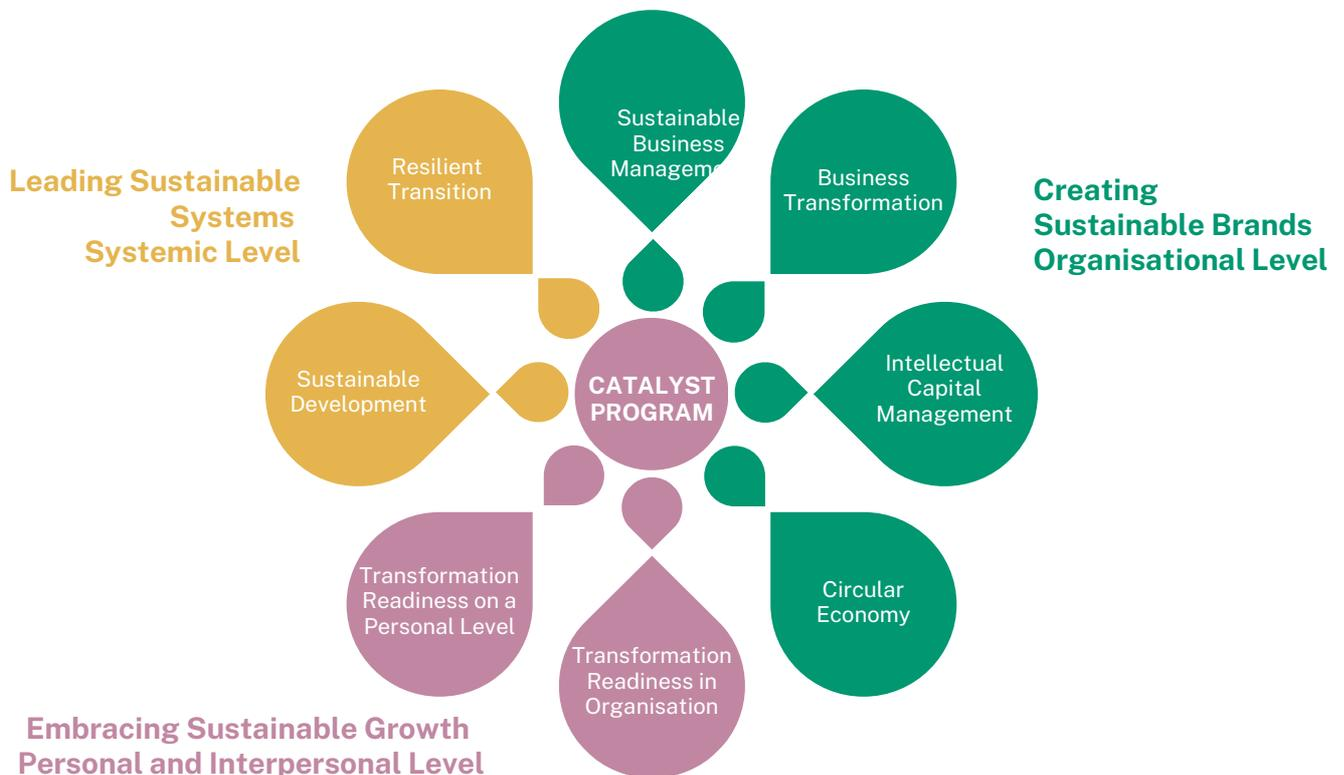 Sustainable
Business
Managem
Resilient
Transition
Business
Transformation
Leading Sustainable
Systems
Systemic Level
Creating
Sustainable Brands
Organisational Level
Sustainable
Development
CATALYST
PROGRAM
Intellectual
Capital
Management
Transformation
Readiness on a
Personal Level
Circular
Economy
Transformation
Readiness in
Organisation
Embracing Sustainable Growth
Personal and Interpersonal Level